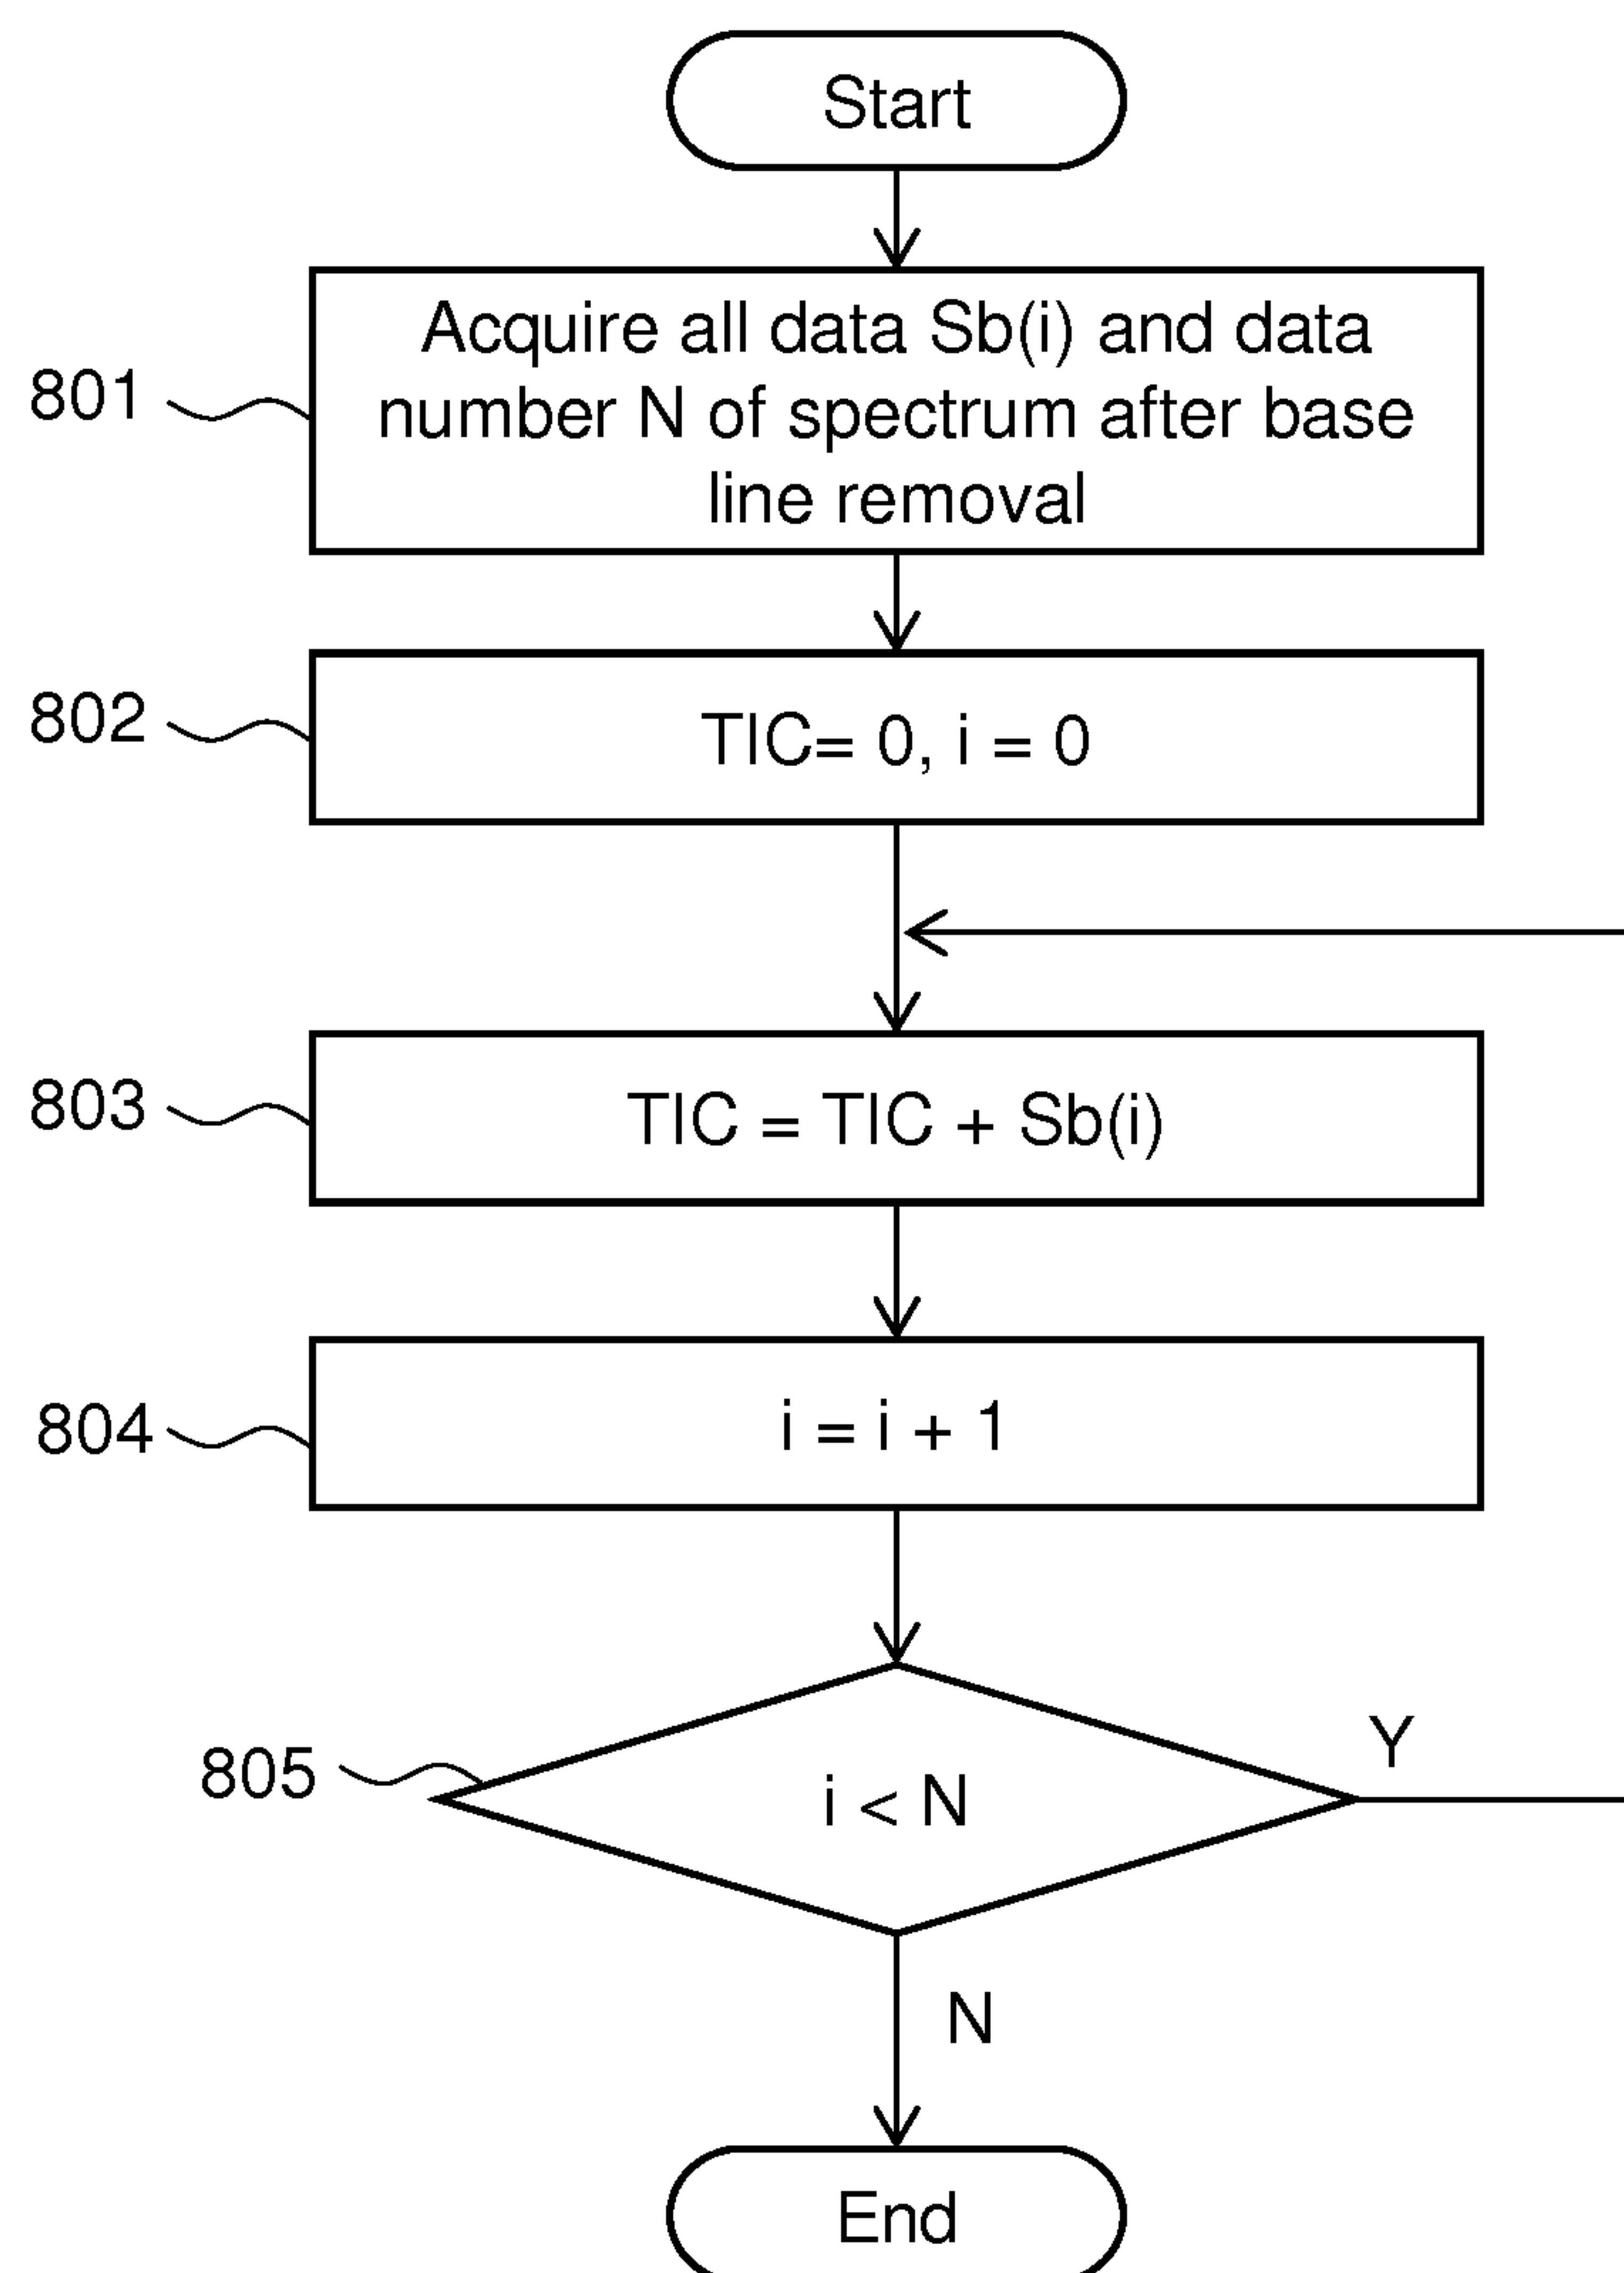 Start
801
Acquire all data Sb(i) and data
number N of spectrum after base
line removal
802
TIC= 0, i = 0
803
TIC = TIC + Sb(i)
804
i = i + 1
805
i < N
Y
N
End